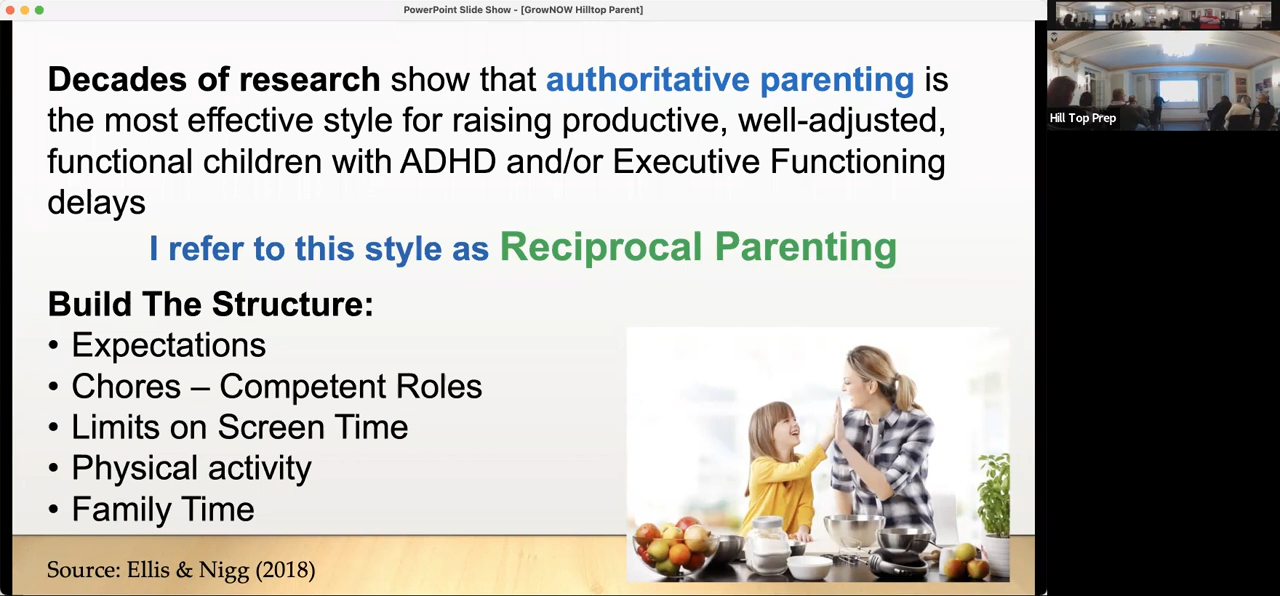 PowerPoint Slide Show - [GrowNOW Hilltop Parent]
Decades of research show that authoritative parenting is
the most effective style for raising productive, well-adjusted,
functional children with ADHD and/or Executive Functioning
delays
I refer to this style as Reciprocal Parenting
Build The Structure:
• Expectations
• Chores – Competent Roles
• Limits on Screen Time
• Physical activity
• Family Time
Source: Ellis & Nigg (2018)
Hill Top Prep